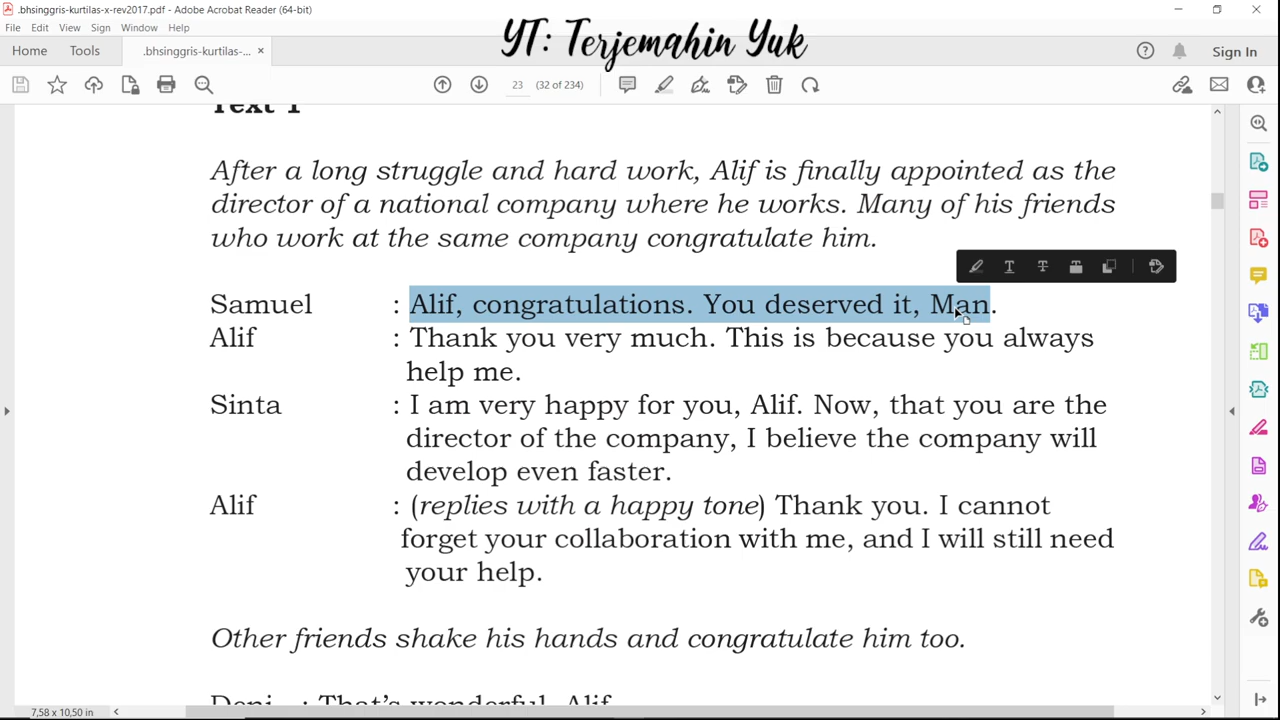 .bhsinggris-kurtilas-x-rev2017.pdf - Adobe Acrobat Reader (64-bit)
File Edit View Sign Window Help
YT: Terjemahin Yuk
Home Tools .bhsinggris-kurtilas-... × Sign In
23 (32 of 234)
Text 1
After a long struggle and hard work, Alif is finally appointed as the
director of a national company where he works. Many of his friends
who work at the same company congratulate him.
Samuel : Alif, congratulations. You deserved it, Man.
Alif : Thank you very much. This is because you always
help me.
Sinta : I am very happy for you, Alif. Now, that you are the
director of the company, I believe the company will
develop even faster.
Alif : (replies with a happy tone) Thank you. I cannot
forget your collaboration with me, and I will still need
your help.
Other friends shake his hands and congratulate him too.
Deni : That's wonderful, Alif
7,58 x 10,50 in